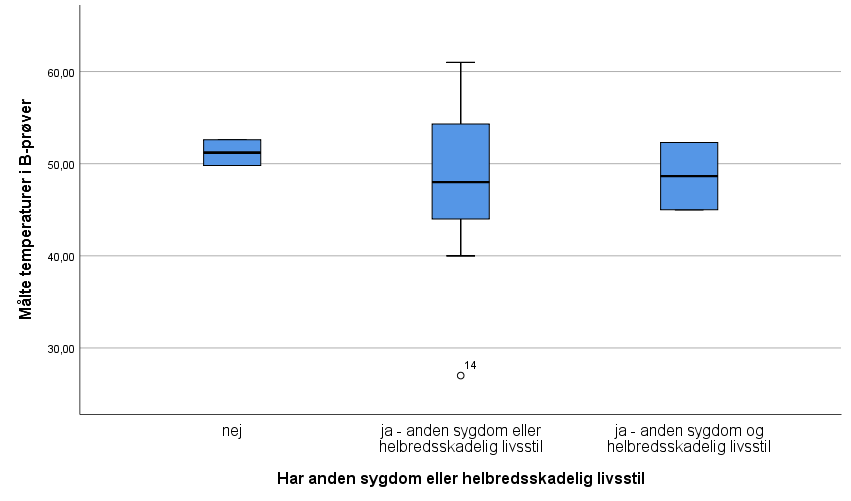 Målte temperaturer i B-prøver
60,00
50,00
40,00
30,00
14
nej
ja - anden sygdom eller
helbredsskadelig livsstil
ja - anden sygdom og
helbredsskadelig livsstil
Har anden sygdom eller helbredsskadelig livsstil